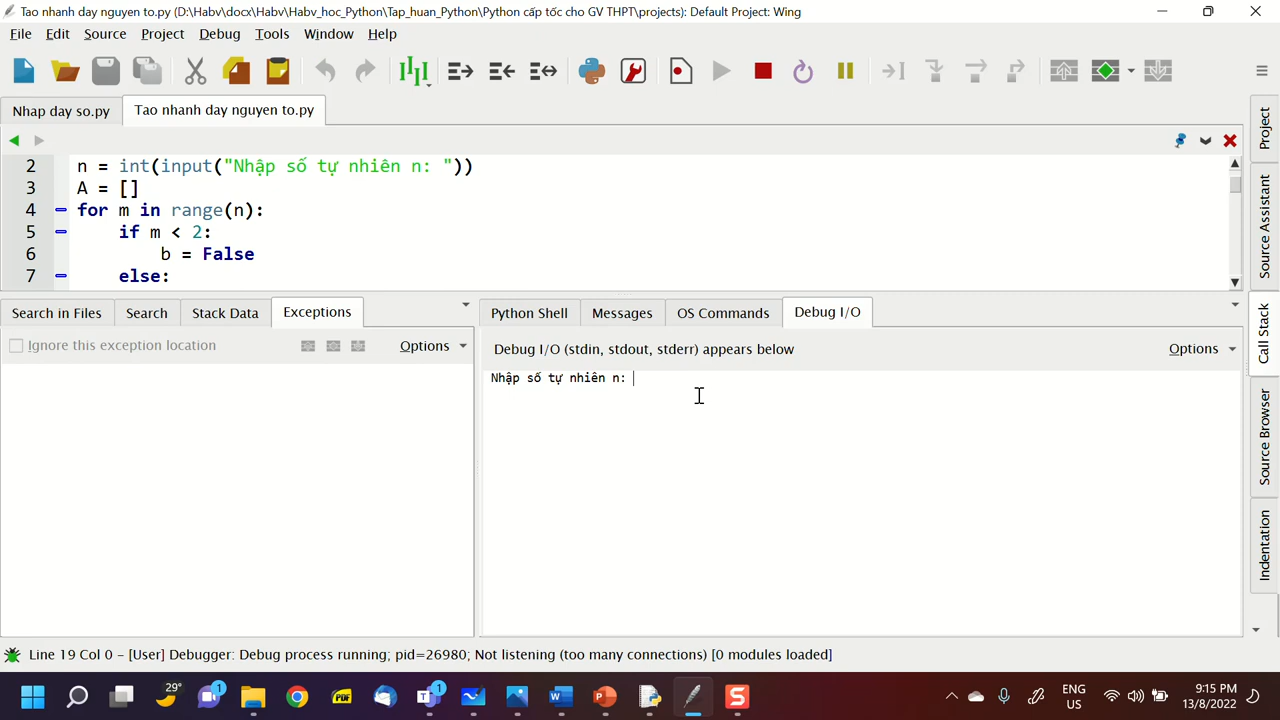 Tao nhanh day nguyen to.py (D:\Habv\docx\Habv\Habv_hoc_Python\Tap_huan_Python\Python cấp tốc cho GV THPT\projects): Default Project: Wing
File Edit Source Project Debug Tools Window Help
Nhap day so.py Tao nhanh day nguyen to.py
2 n = int(input("Nhập số tự nhiên n: "))
3 A = []
4 for m in range(n):
5 if m < 2:
6 b = False
7 else:
Search in Files Search Stack Data Exceptions
Ignore this exception location Options
Python Shell Messages OS Commands Debug I/O
Debug I/O (stdin, stdout, stderr) appears below Options
Nhập số tự nhiên n:
Project
Source Assistant
Call Stack
Source Browser
Indentation
Line 19 Col 0 – [User] Debugger: Debug process running; pid=26980; Not listening (too many connections) [0 modules loaded]
29°
1
PDF
1
W
P
S
ENG
US
9:15 PM
13/8/2022